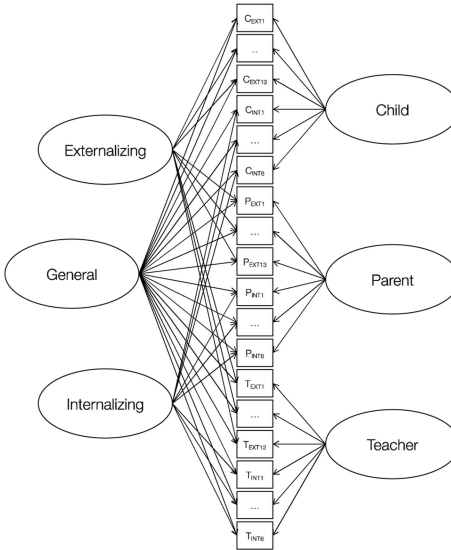 C_EXT1
...
C_EXT13
C_INT1
...
C_INT6
P_EXT1
...
P_EXT13
P_INT1
...
P_INT6
T_EXT1
...
T_EXT12
T_INT1
...
T_INT6
Externalizing
General
Internalizing
Child
Parent
Teacher